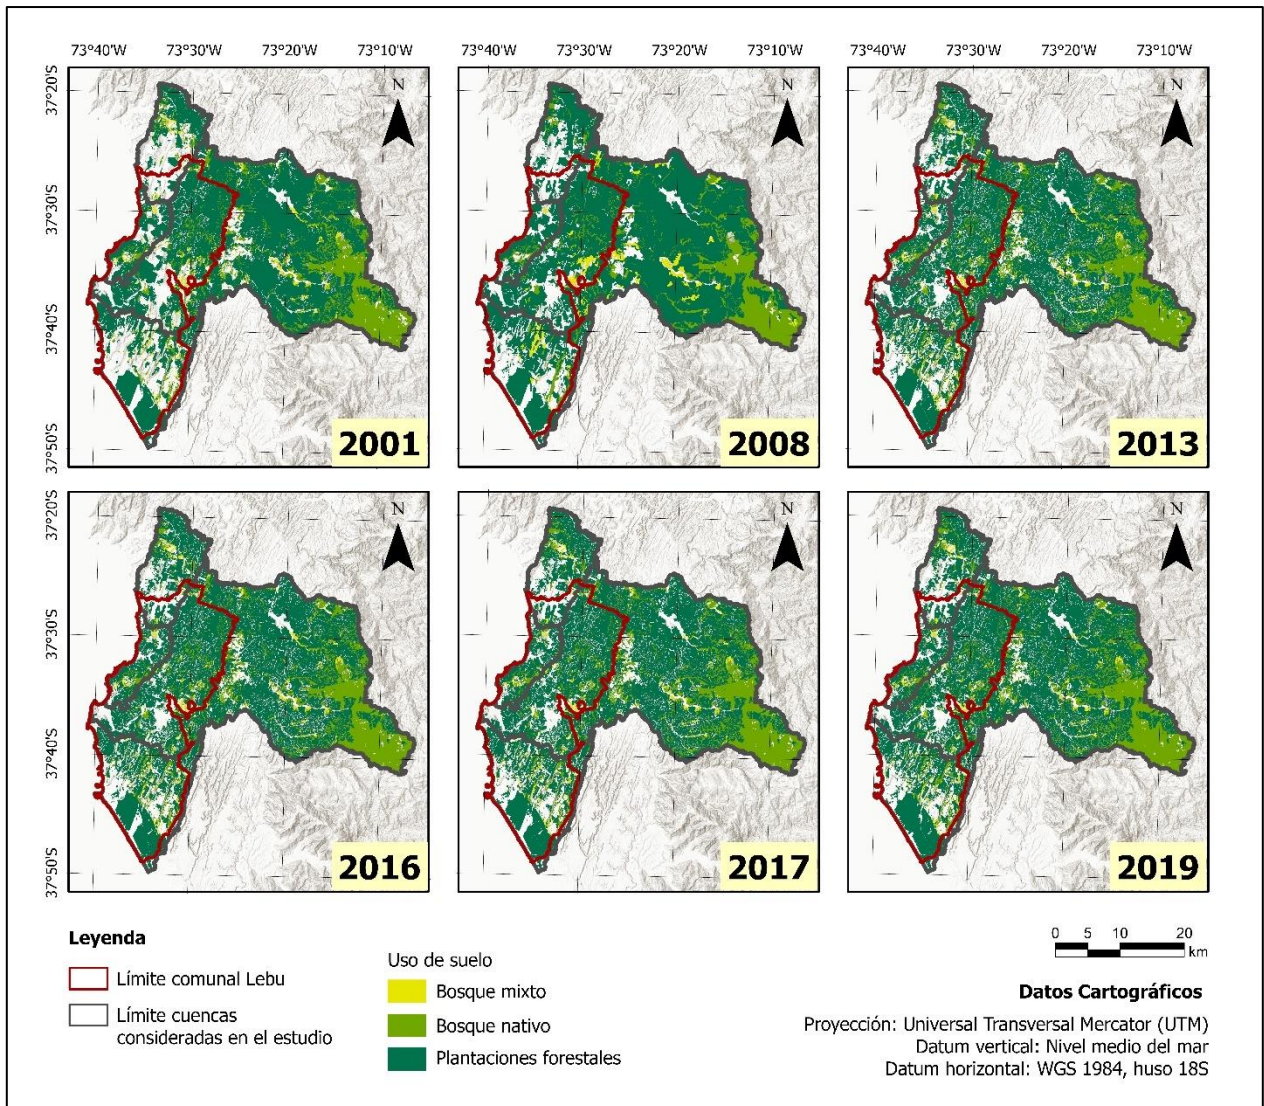 73°40'W 73°30'W 73°20'W 73°10'W 73°40'W 73°30'W 73°20'W 73°10'W 73°40'W 73°30'W 73°20'W 73°10'W
37°20'S
N N N
37°30'S
37°40'S
37°50'S
2001 2008 2013
37°20'S
N N N
37°30'S
37°40'S
37°50'S
2016 2017 2019
Leyenda
Límite comunal Lebu
Límite cuencas
consideradas en el estudio
Uso de suelo
Bosque mixto
Bosque nativo
Plantaciones forestales
0 5 10 20
km
Datos Cartográficos
Proyección: Universal Transversal Mercator (UTM)
Datum vertical: Nivel medio del mar
Datum horizontal: WGS 1984, huso 18S